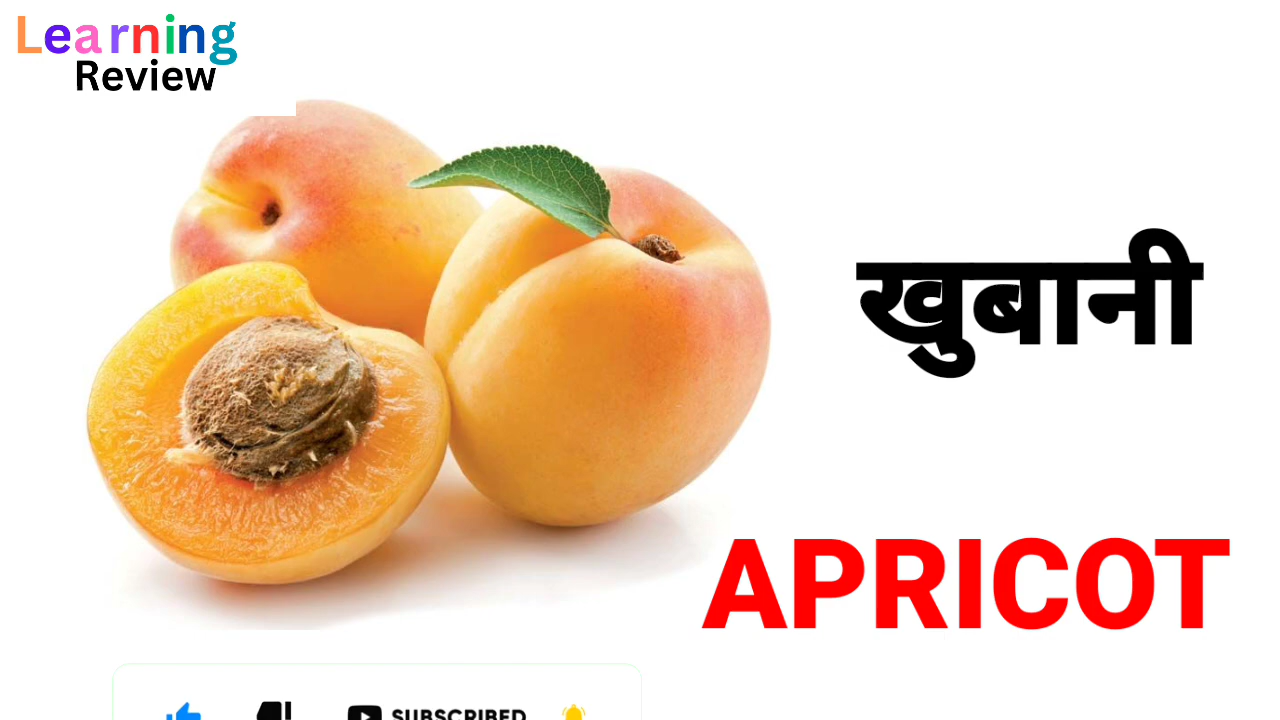 Learning
Review
खुबानी
APRICOT
SUBSCRIBED